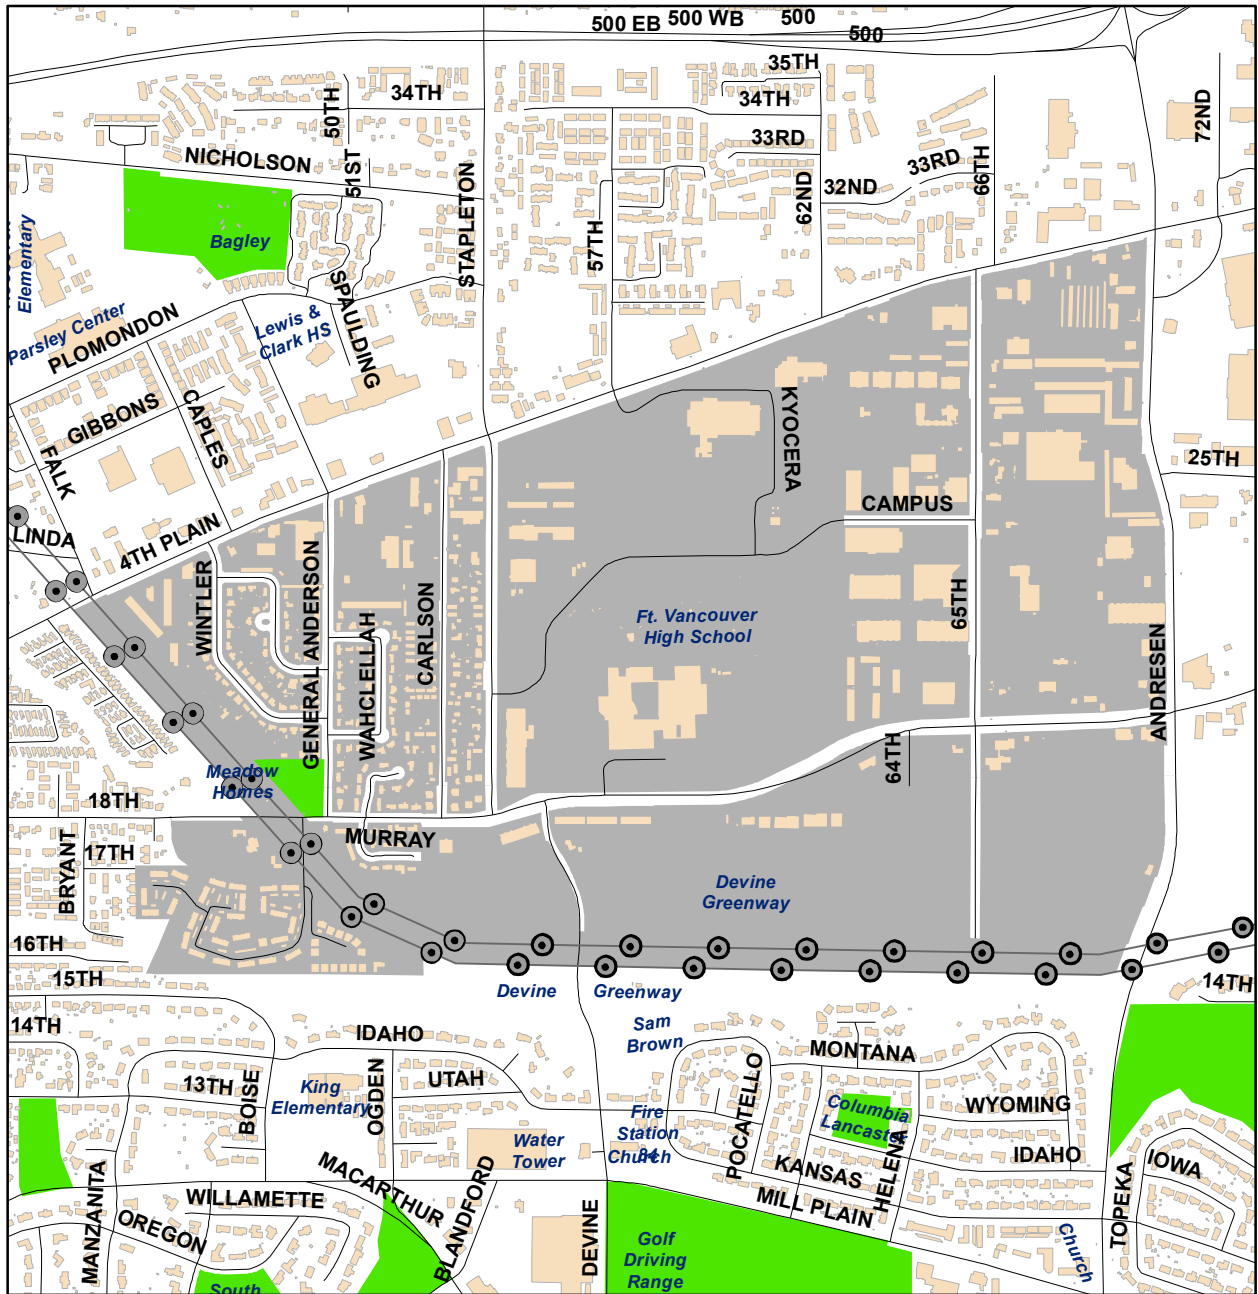 500 EB
500 WB
500
500
35TH
34TH
34TH
50TH
72ND
33RD
33RD
NICHOLSON
51ST
66TH
62ND
32ND
STAPLETON
57TH
Elementary
Bagley
SPAULDING
Parsley Center
PLOMONDON
Lewis &
Clark HS
GIBBONS
CAPLES
KYOCERA
FALK
25TH
CAMPUS
LINDA
4TH PLAIN
WINTLER
GENERAL ANDERSON
WAHCLELLAH
CARLSON
65TH
Ft. Vancouver
High School
ANDRESEN
64TH
Meadow
Homes
18TH
MURRAY
BRYANT
17TH
Devine
Greenway
16TH
15TH
Devine
Greenway
14TH
14TH
IDAHO
Sam
Brown
MONTANA
13TH
BOISE
King
Elementary
OGDEN
UTAH
POCATELLO
Columbia
Lancaster
WYOMING
Fire
Station
84
Church
Water
Tower
HELENA
IDAHO
IOWA
KANSAS
MILL PLAIN
MACARTHUR
WILLAMETTE
MANZANITA
OREGON
BLANDFORD
DEVINE
TOPEKA
Church
Golf
Driving
Range
South